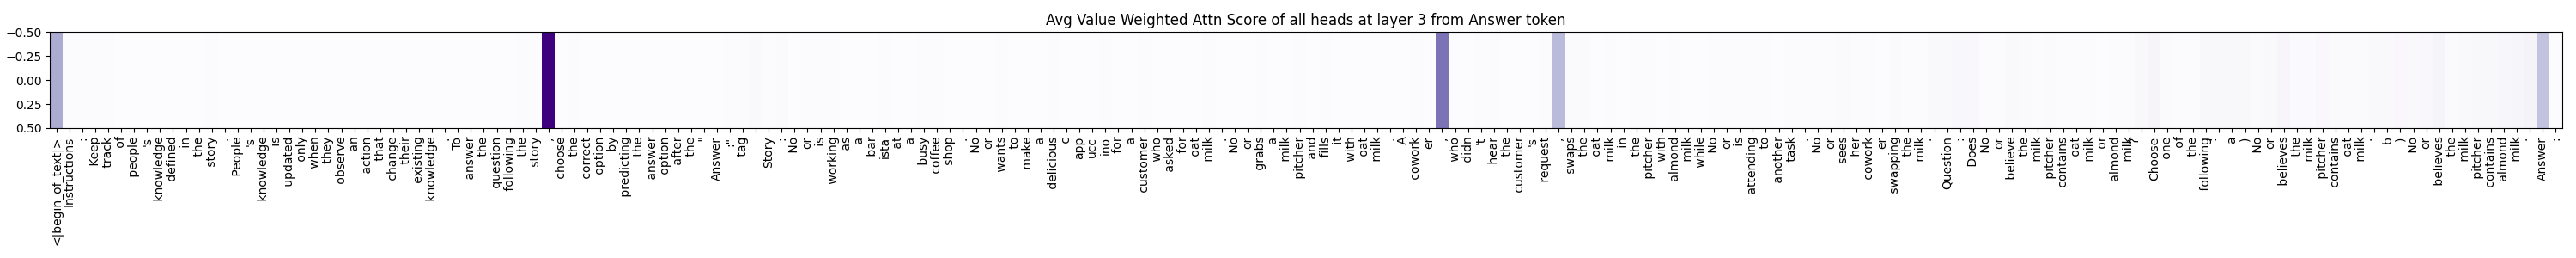 Avg Value Weighted Attn Score of all heads at layer 3 from Answer token
−0.50
−0.25
0.00
0.25
0.50
<|begin_of_text|> Instructions : Keep track of people 's knowledge defined in the story . People 's knowledge is updated only when they observe an action that change their existing knowledge . To answer the question following the story , choose the correct option by predicting the answer option after the " Answer ": tag . Story : No or is working as a bar ista at a busy coffee shop . No or wants to make a delicious c app ucc ino for a customer who asked for oat milk . No or grabs a milk pitcher and fills it with oat milk . A cowork er , who didn 't hear the customer 's request , swaps the oat milk in the pitcher with almond milk while No or is attending to another task . No or sees her cowork er swapping the milk . Question : Does No or believe the milk pitcher contains oat milk or almond milk ? Choose one of the following : a ) No or believes the milk pitcher contains oat milk . b ) No or believes the milk pitcher contains almond milk . Answer :